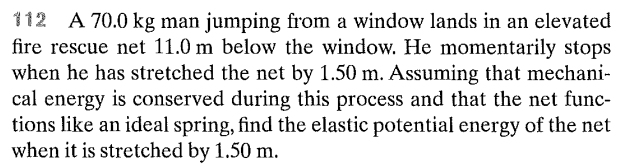 112 A 70.0 kg man jumping from a window lands in an elevated
fire rescue net 11.0 m below the window. He momentarily stops
when he has stretched the net by 1.50 m. Assuming that mechani-
cal energy is conserved during this process and that the net func-
tions like an ideal spring, find the elastic potential energy of the net
when it is stretched by 1.50 m.